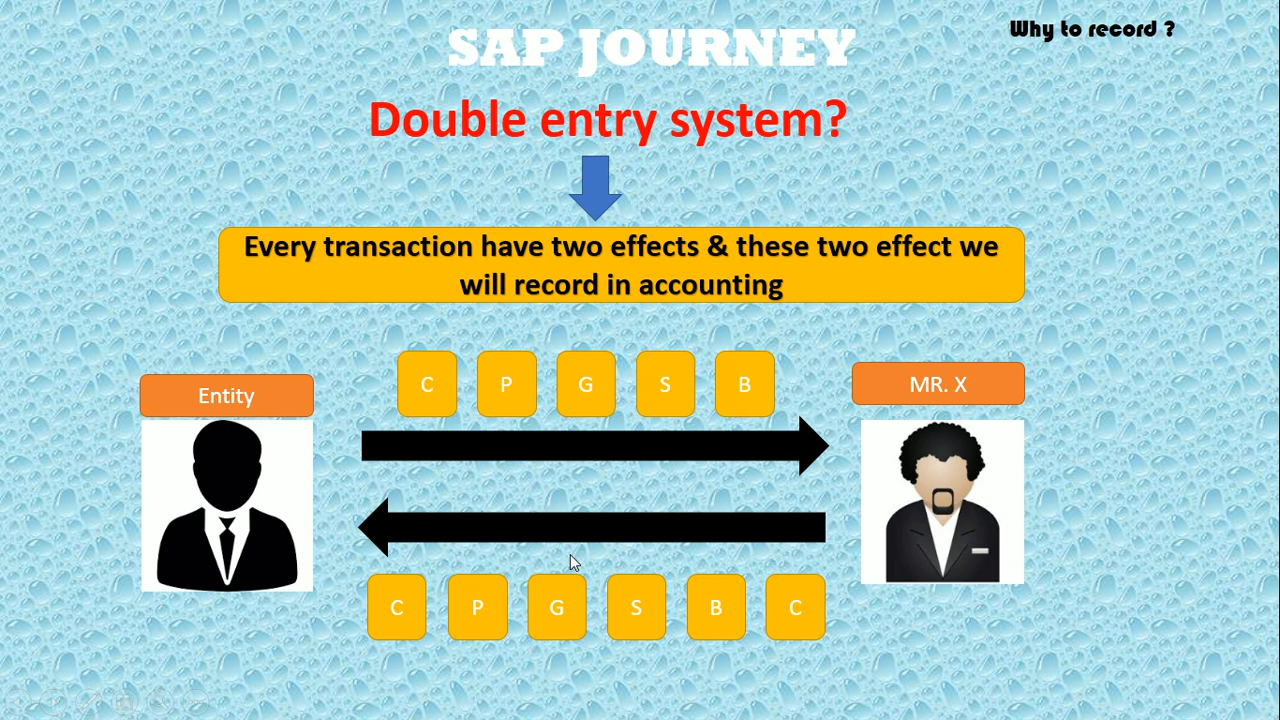 Why to record ?
SAP JOURNEY
Double entry system?
Every transaction have two effects & these two effect we
will record in accounting
C P G S B
Entity
MR. X
C P G S B C